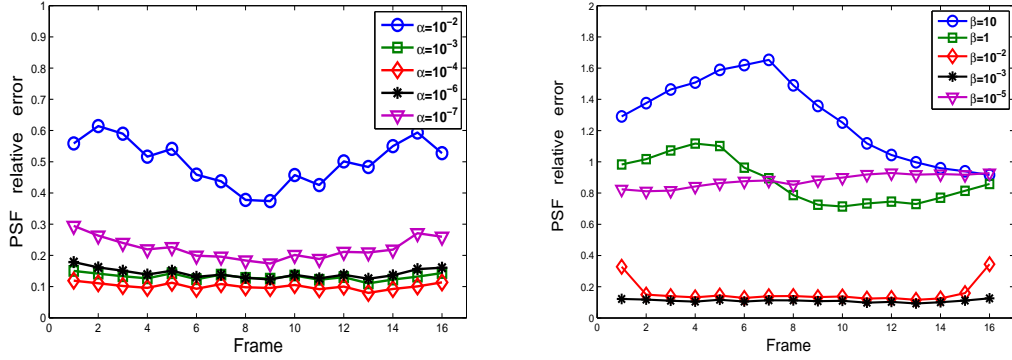 PSF relative error
1
0.9
0.8
0.7
0.6
0.5
0.4
0.3
0.2
0.1
0
0 2 4 6 8 10 12 14 16
Frame
α=10⁻²
α=10⁻³
α=10⁻⁴
α=10⁻⁶
α=10⁻⁷
PSF relative error
2
1.8
1.6
1.4
1.2
1
0.8
0.6
0.4
0.2
0
0 2 4 6 8 10 12 14 16
Frame
β=10
β=1
β=10⁻²
β=10⁻³
β=10⁻⁵